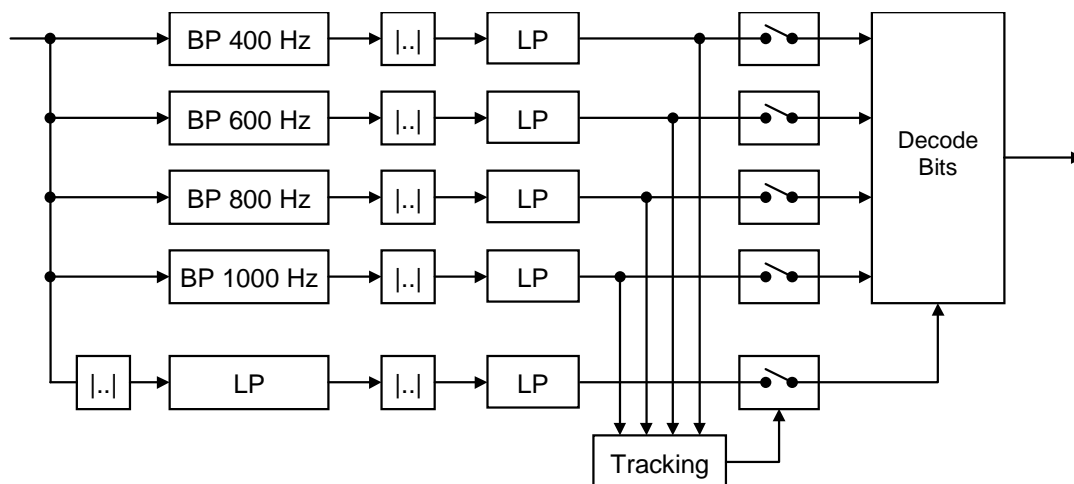 BP 400 Hz |..| LP
BP 600 Hz |..| LP
Decode
Bits
BP 800 Hz |..| LP
BP 1000 Hz |..| LP
|..| LP |..| LP
Tracking